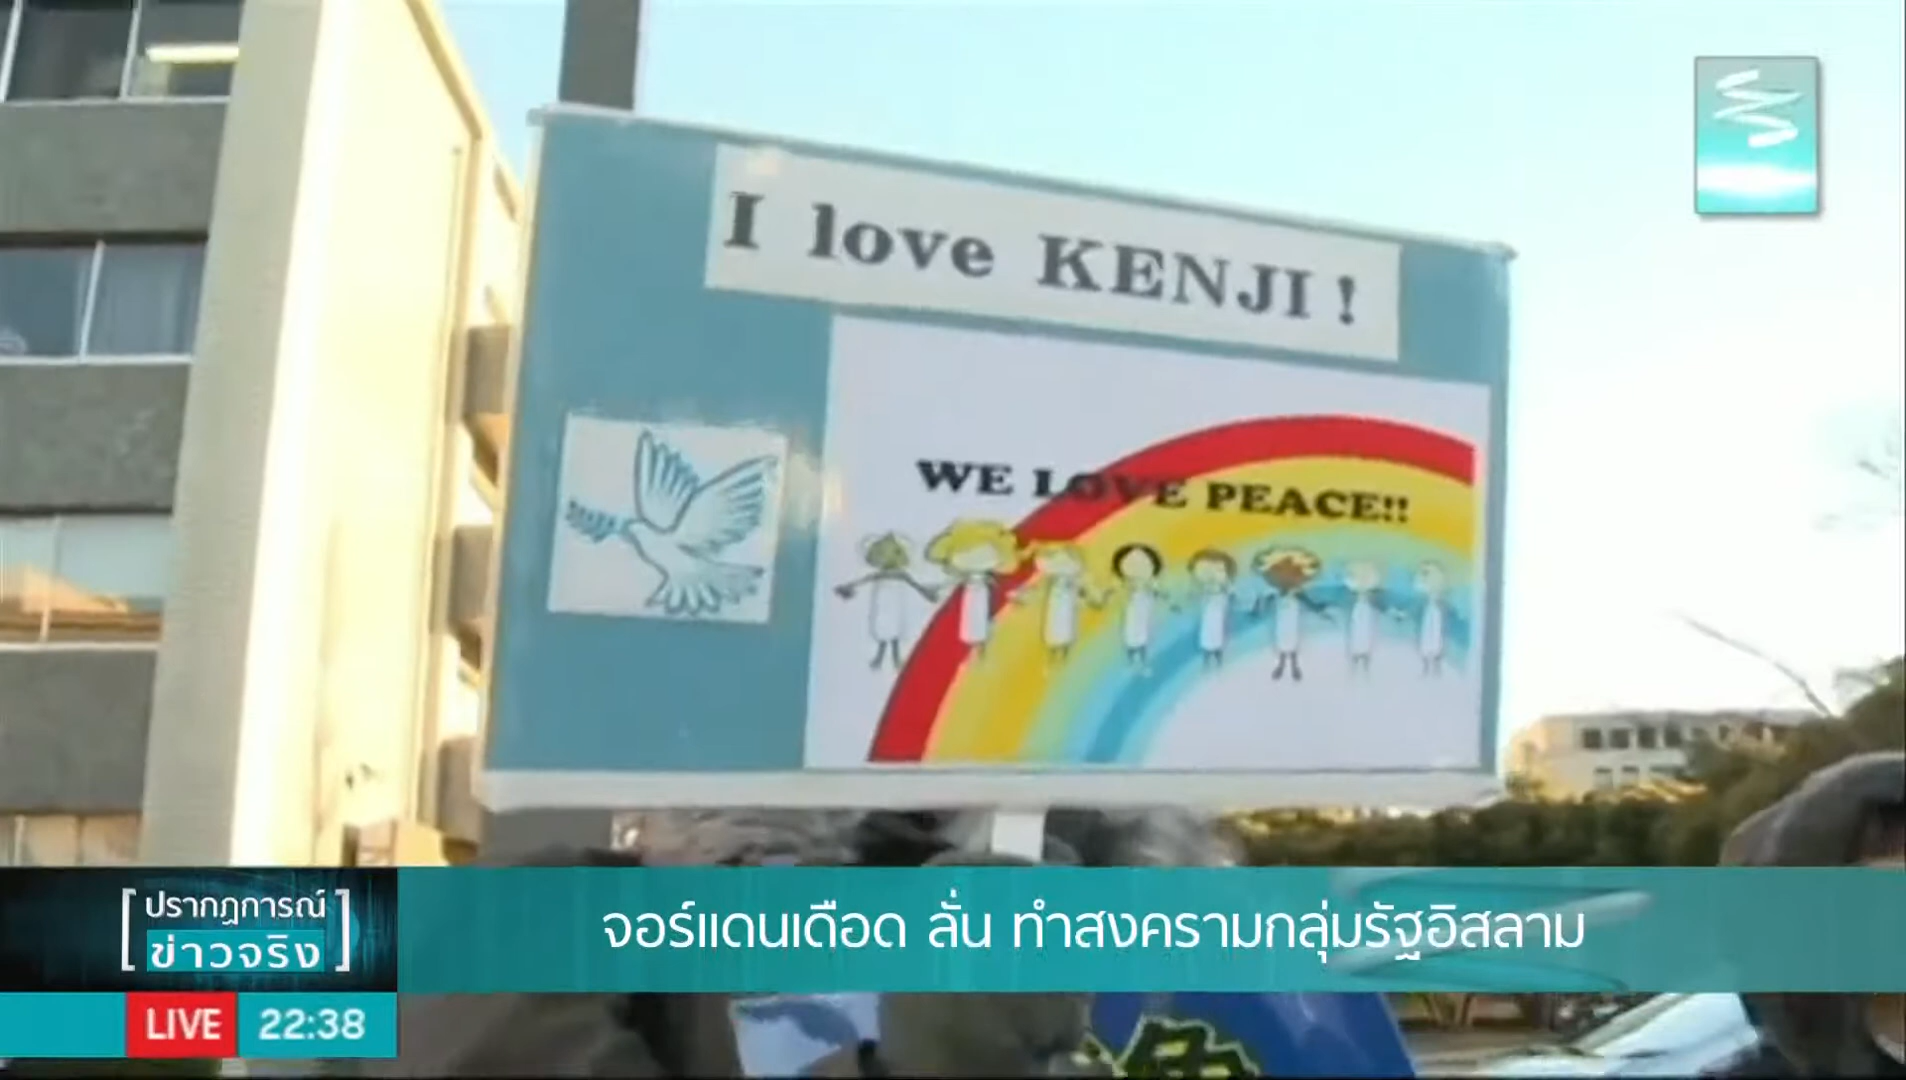 I love KENJI !
WE LOVE PEACE!!
ปรากฏการณ์
ข่าวจริง
จอร์แดนเดือด ลั่น ทำสงครามกลุ่มรัฐอิสลาม
LIVE 22:38